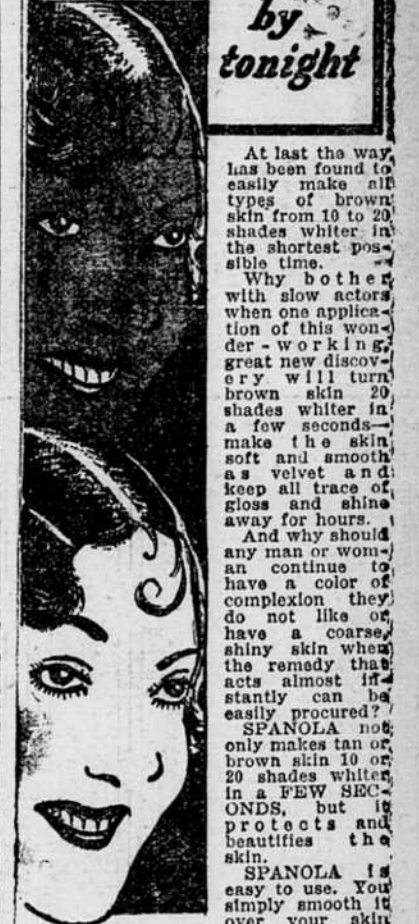 by
tonight
At last the way
has been found to
easily make all
types of brown
skin from 10 to 20
shades whiter in
the shortest pos-
sible time.
Why bother
with slow actors
when one applica-
tion of this won-
der-working,
great new discov-
ery will turn
brown skin 20
shades whiter in
a few seconds—
make the skin
soft and smooth
as velvet and
keep all trace of
gloss and shine
away for hours.
And why should
any man or wom-
an continue to
have a color of
complexion they
do not like or
have a coarse,
shiny skin when
the remedy that
acts almost in-
stantly can be
easily procured?
SPANOLA not
only makes tan or
brown skin 10 or
20 shades whiter
in a FEW SEC-
ONDS, but it
protects and
beautifies the
skin.
SPANOLA is
easy to use. You
simply smooth it
over your skin